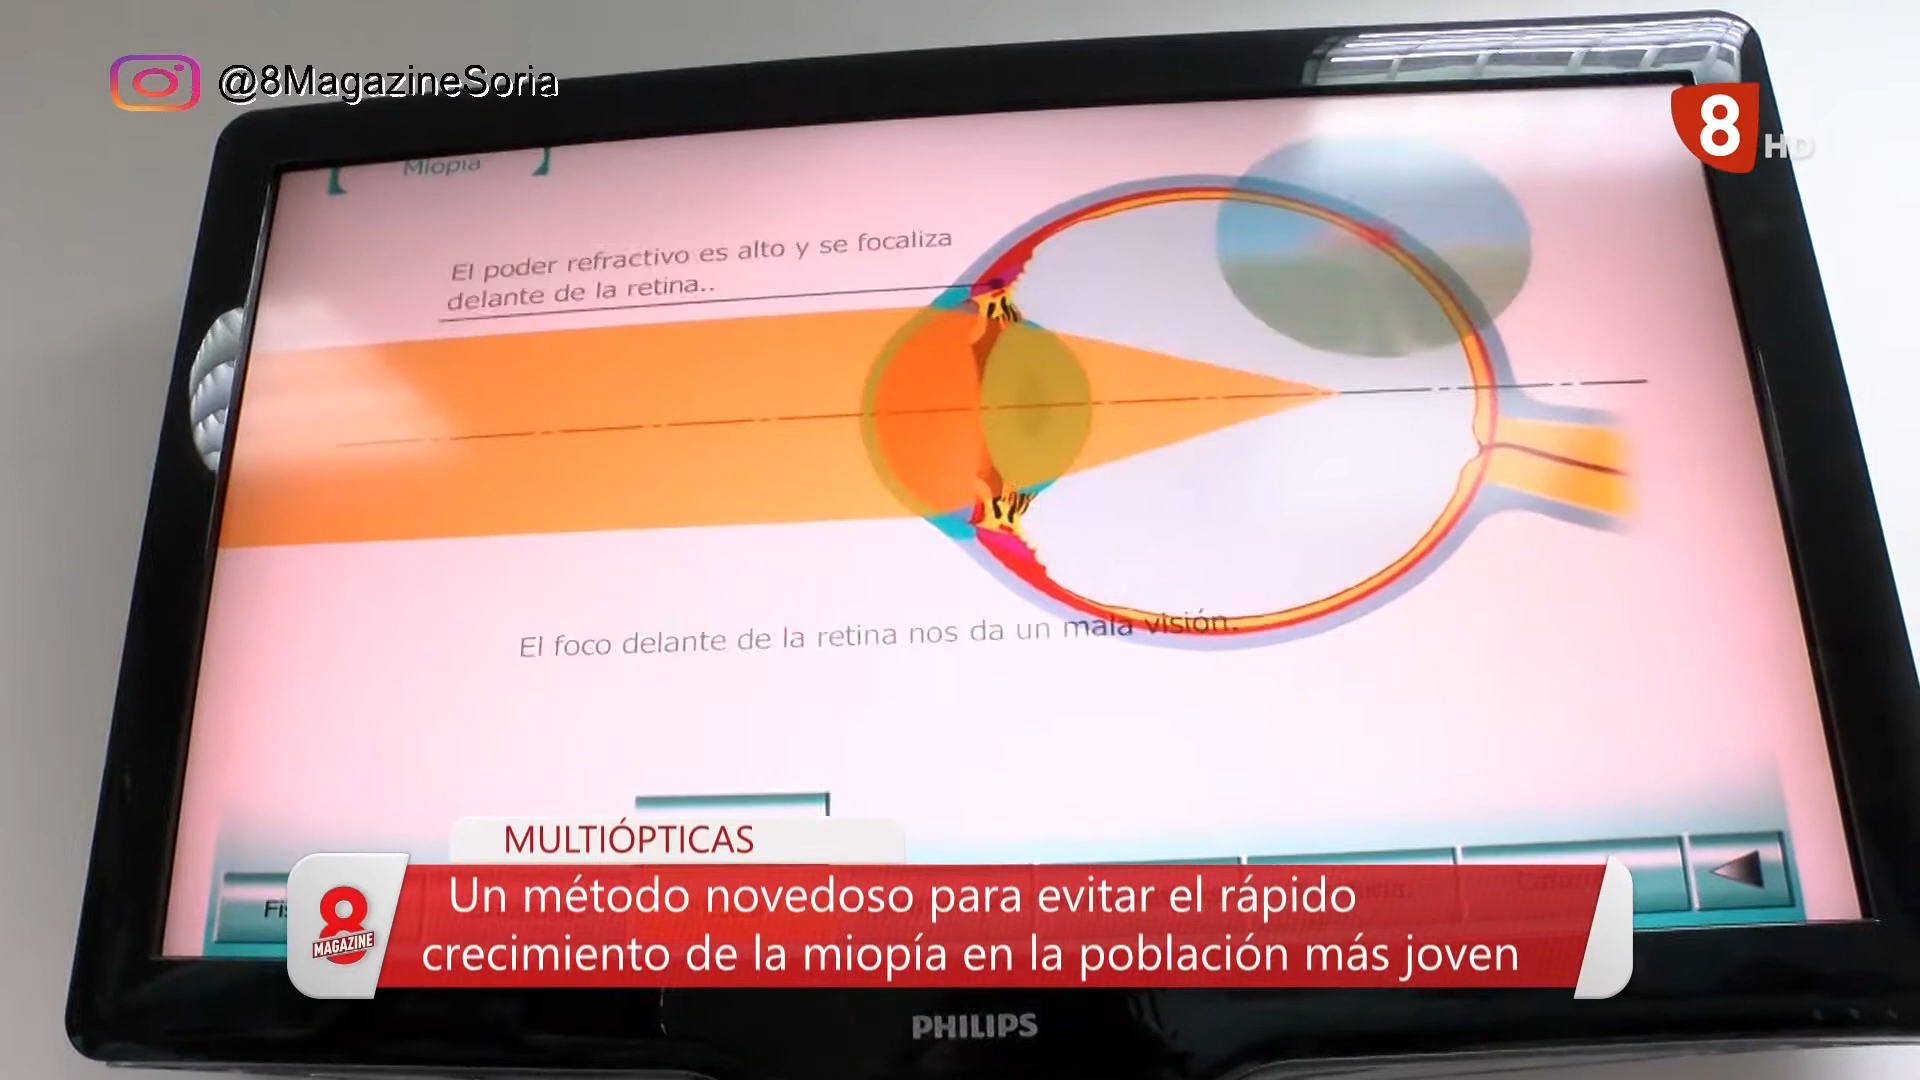 @8MagazineSoria
8 HD
Miopía
El poder refractivo es alto y se focaliza
delante de la retina..
El foco delante de la retina nos da un mala visión.
MULTIÓPTICAS
Un método novedoso para evitar el rápido
crecimiento de la miopía en la población más joven
8
MAGAZINE
PHILIPS